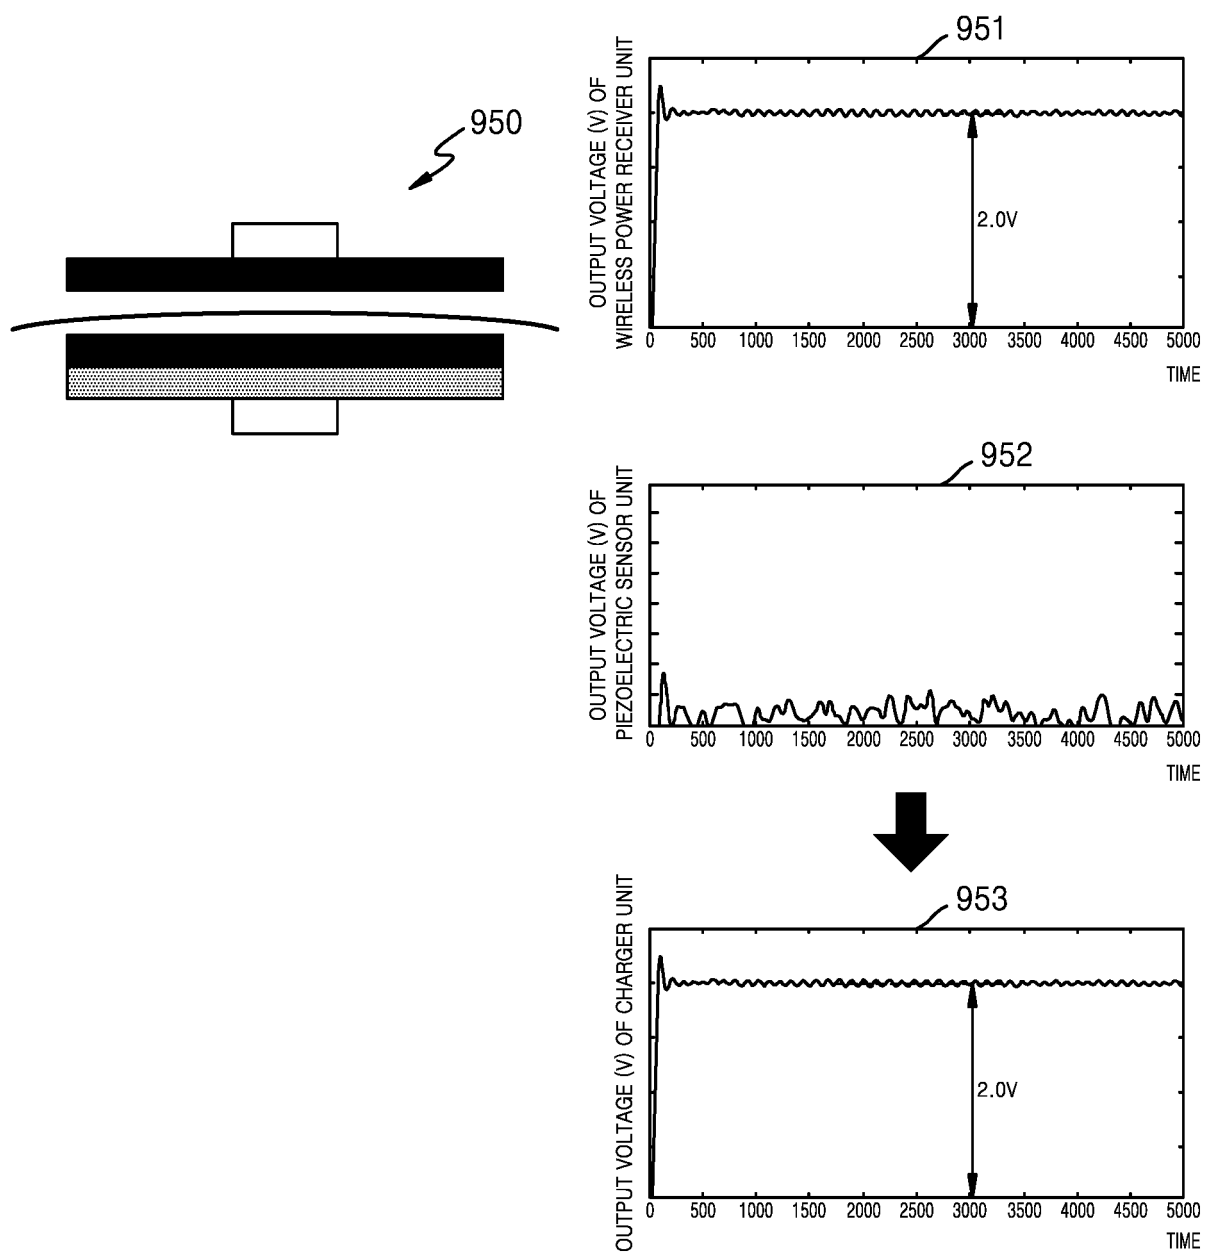 950
951
OUTPUT VOLTAGE (V) OF
WIRELESS POWER RECEIVER UNIT
2.0V
0 500 1000 1500 2000 2500 3000 3500 4000 4500 5000
TIME
952
OUTPUT VOLTAGE (V) OF
PIEZOELECTRIC SENSOR UNIT
0 500 1000 1500 2000 2500 3000 3500 4000 4500 5000
TIME
953
OUTPUT VOLTAGE (V) OF CHARGER UNIT
2.0V
0 500 1000 1500 2000 2500 3000 3500 4000 4500 5000
TIME